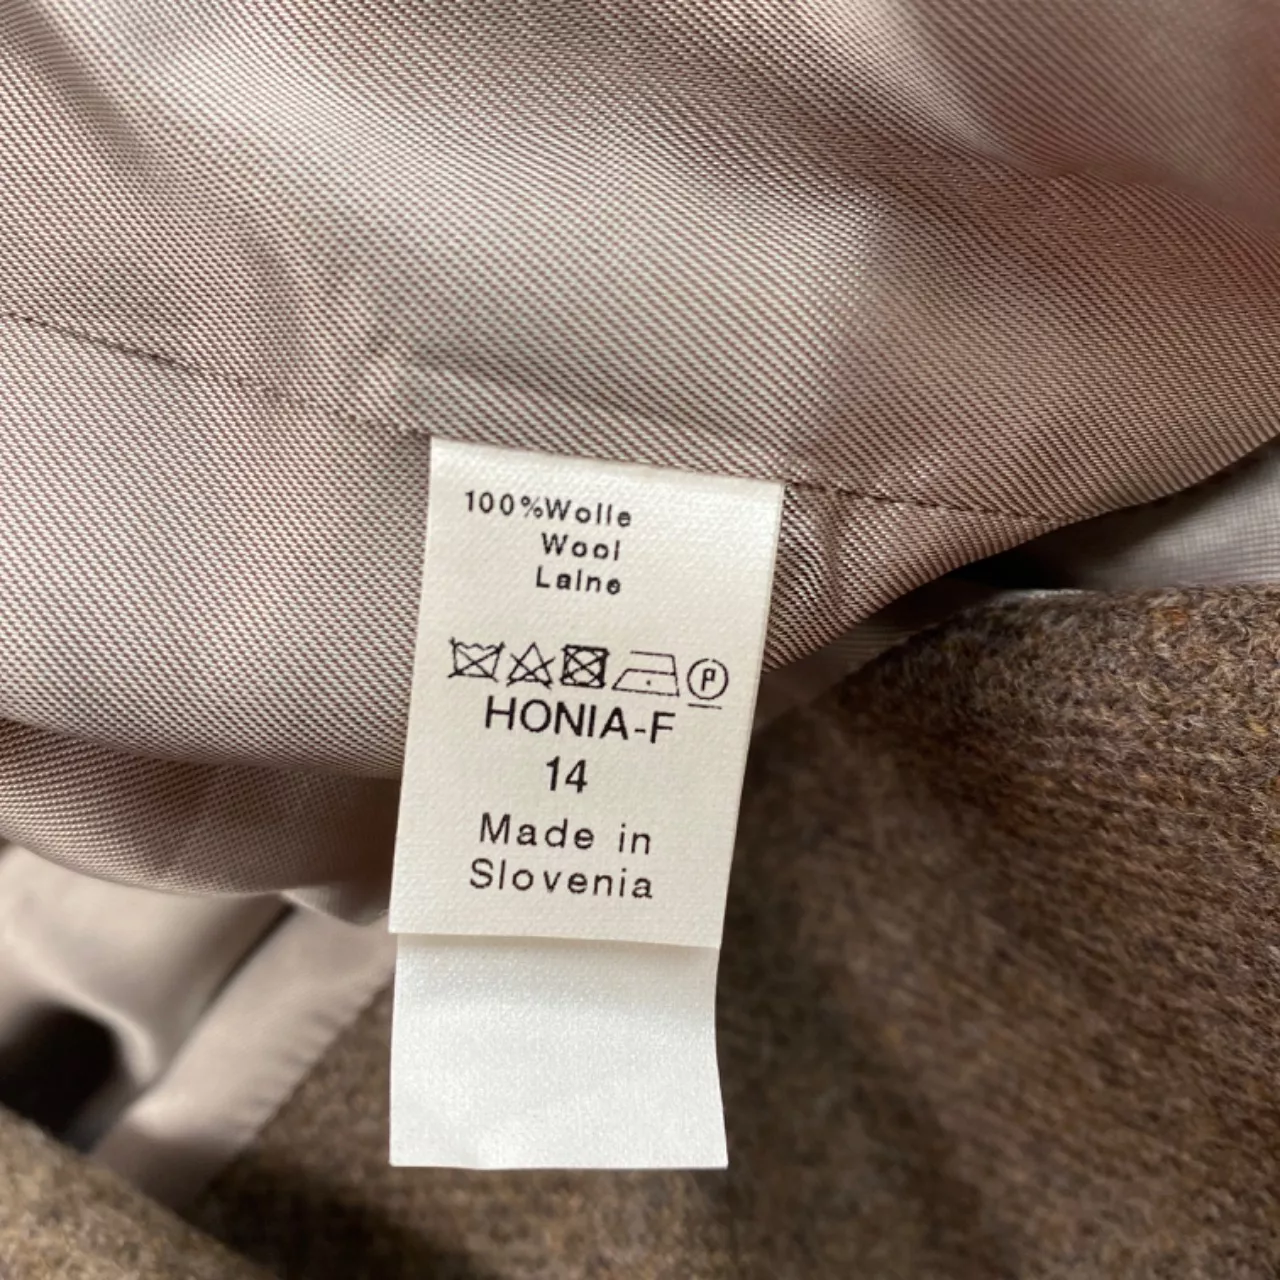 100%Wolle
Wool
Laine
P
HONIA-F
14
Made in
Slovenia